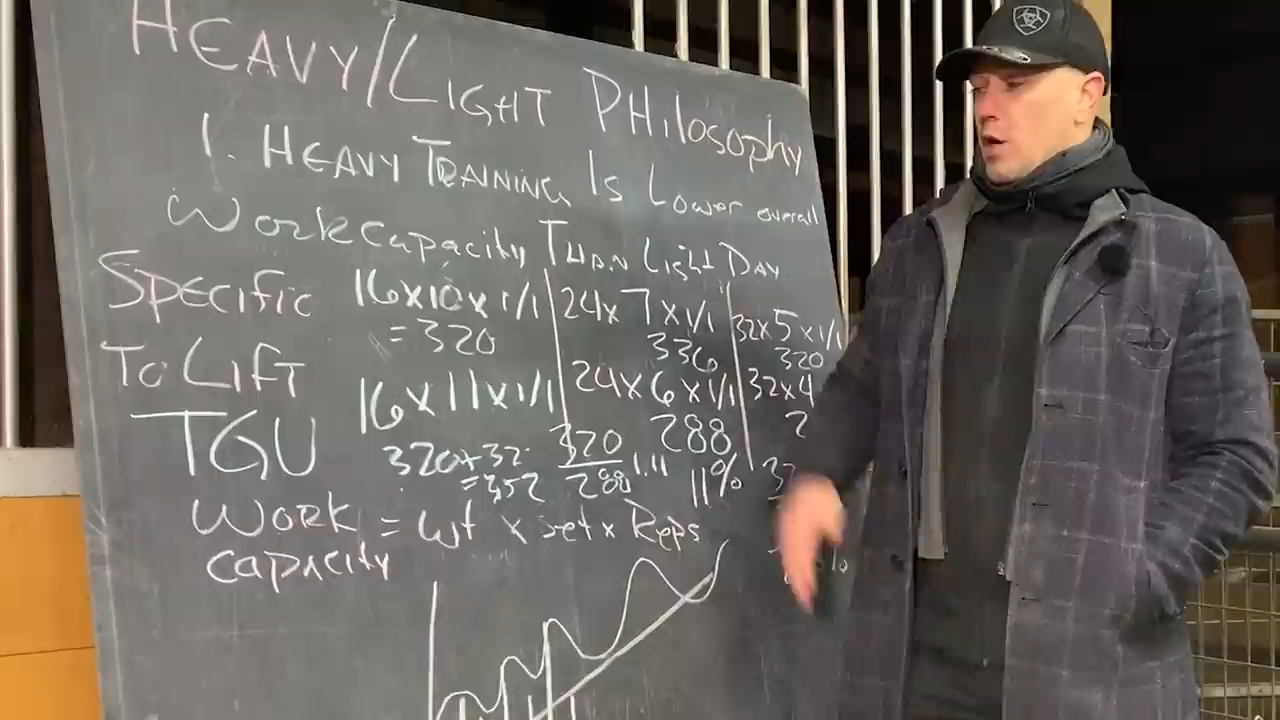 HEAVY/LIGHT PHilosophy
1. HEAVY TRAINING Is Lower overall
Workcapacity THAN Light DAY
SPECIFIC 16x10x1/1 24x7x1/1 32x5x1/1
= 320 336 320
TO LIFT 16x11x1/1 24x6x1/1 32x4
TGU 320+32 320 288 2
=352 288 1.11 11%
WORK = wt x set x Reps
capacity